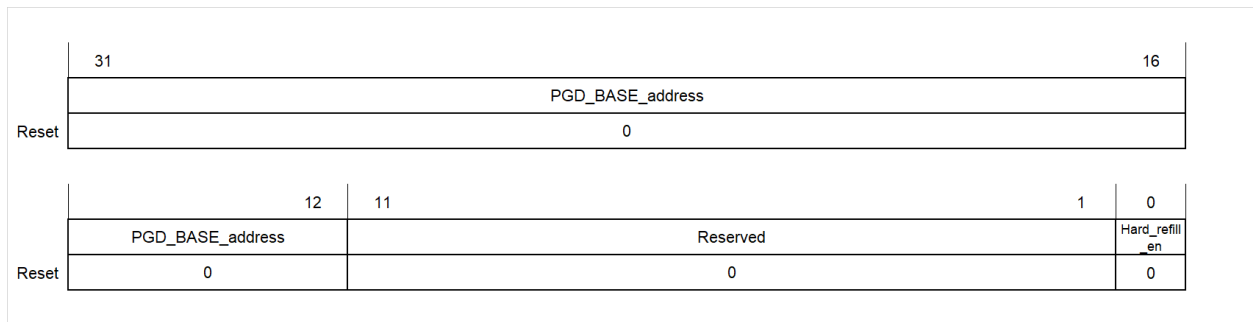 31 16
PGD_BASE_address
Reset 0
12 11 1 0
PGD_BASE_address Reserved Hard_refill
_en
Reset 0 0 0